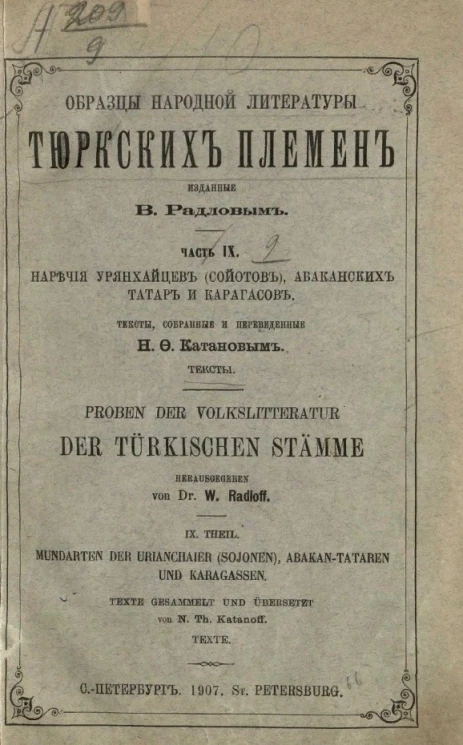 A 209
9
ОБРАЗЦЫ НАРОДНОЙ ЛИТЕРАТУРЫ
ТЮРКСКИХЪ ПЛЕМЕНЪ
ИЗДАННЫЕ
В. Радловымъ.
ЧАСТЬ IX. 9
НАРѢЧІЯ УРЯНХАЙЦЕВЪ (СОЙОТОВЪ), АБАКАНСКИХЪ
ТАТАРЪ И КАРАГАСОВЪ.
ТЕКСТЫ, СОБРАННЫЕ И ПЕРЕВЕДЕННЫЕ
Н. Ѳ. Катановымъ.
ТЕКСТЫ.
PROBEN DER VOLKSLITTERATUR
DER TÜRKISCHEN STÄMME
HERAUSGEGEBEN
von Dr. W. Radloff.
IX. THEIL.
MUNDARTEN DER URIANCHAIER (SOJONEN), ABAKAN-TATAREN
UND KARAGASSEN.
TEXTE GESAMMELT UND ÜBERSETZT
von N. Th. Katanoff.
TEXTE.
С.-ПЕТЕРБУРГЪ. 1907. St. PETERSBURG.